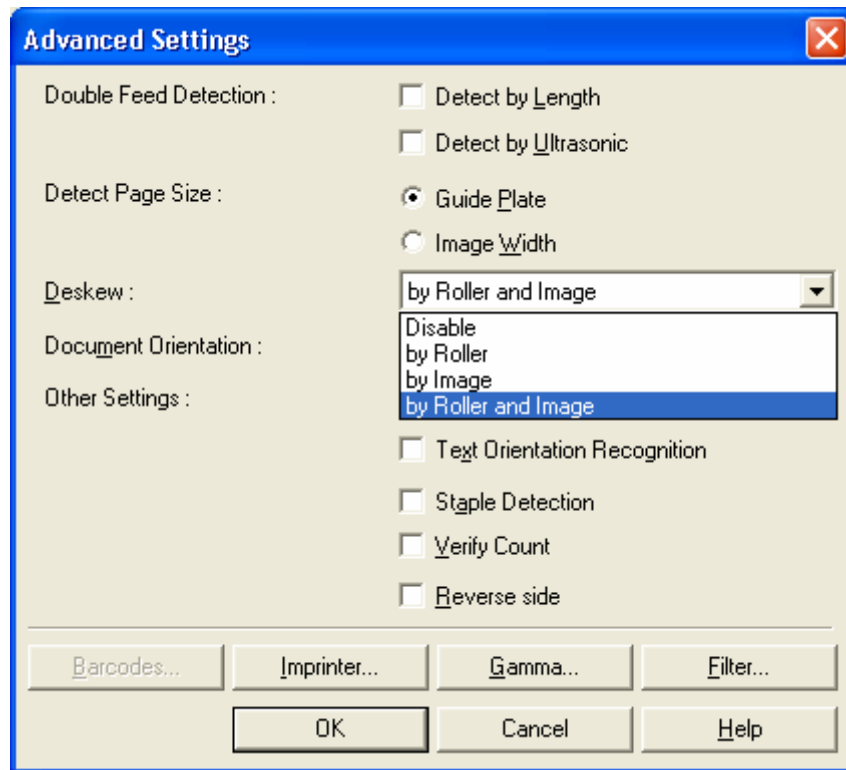 Advanced Settings
Double Feed Detection :
Detect by Length
Detect by Ultrasonic
Detect Page Size :
Guide Plate
Image Width
Deskew :
by Roller and Image
Disable
by Roller
Document Orientation :
by Image
Other Settings :
by Roller and Image
Text Orientation Recognition
Staple Detection
Verify Count
Reverse side
Barcodes... Imprinter... Gamma... Filter...
OK Cancel Help